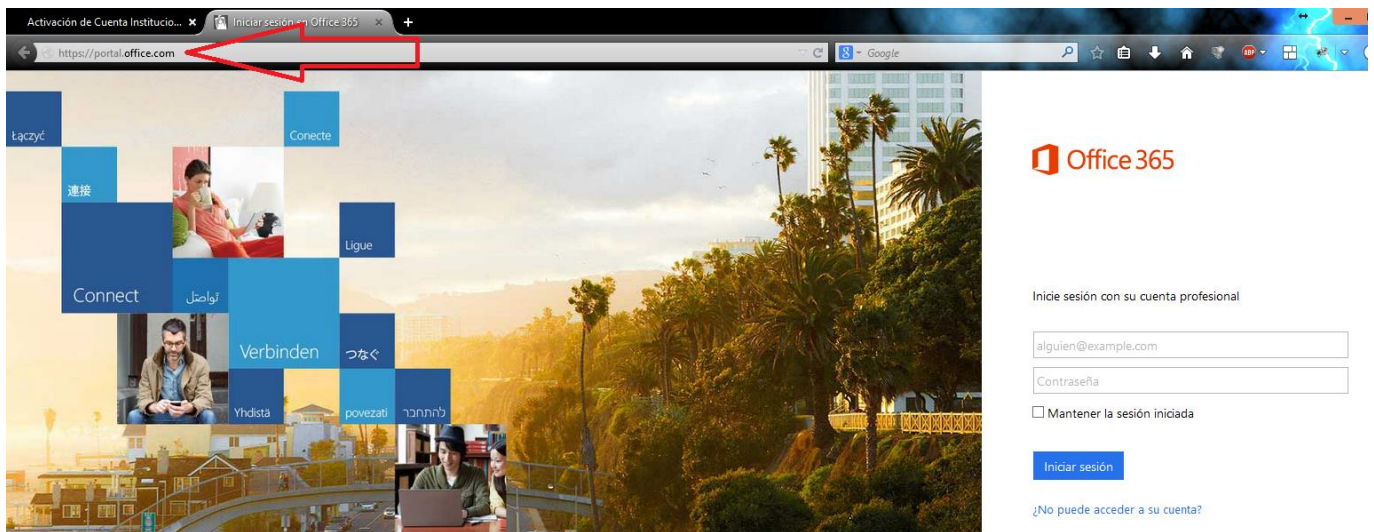 Activación de Cuenta Institucio...
Iniciar sesión en Office 365
https://portal.office.com
Google
ABP
Łączyć
Conecte
連接
Ligue
Connect
تواصل
Verbinden
つなぐ
Yhdistä
povezati
להתחבר
Office 365
Inicie sesión con su cuenta profesional
alguien@example.com
Contraseña
Mantener la sesión iniciada
Iniciar sesión
¿No puede acceder a su cuenta?